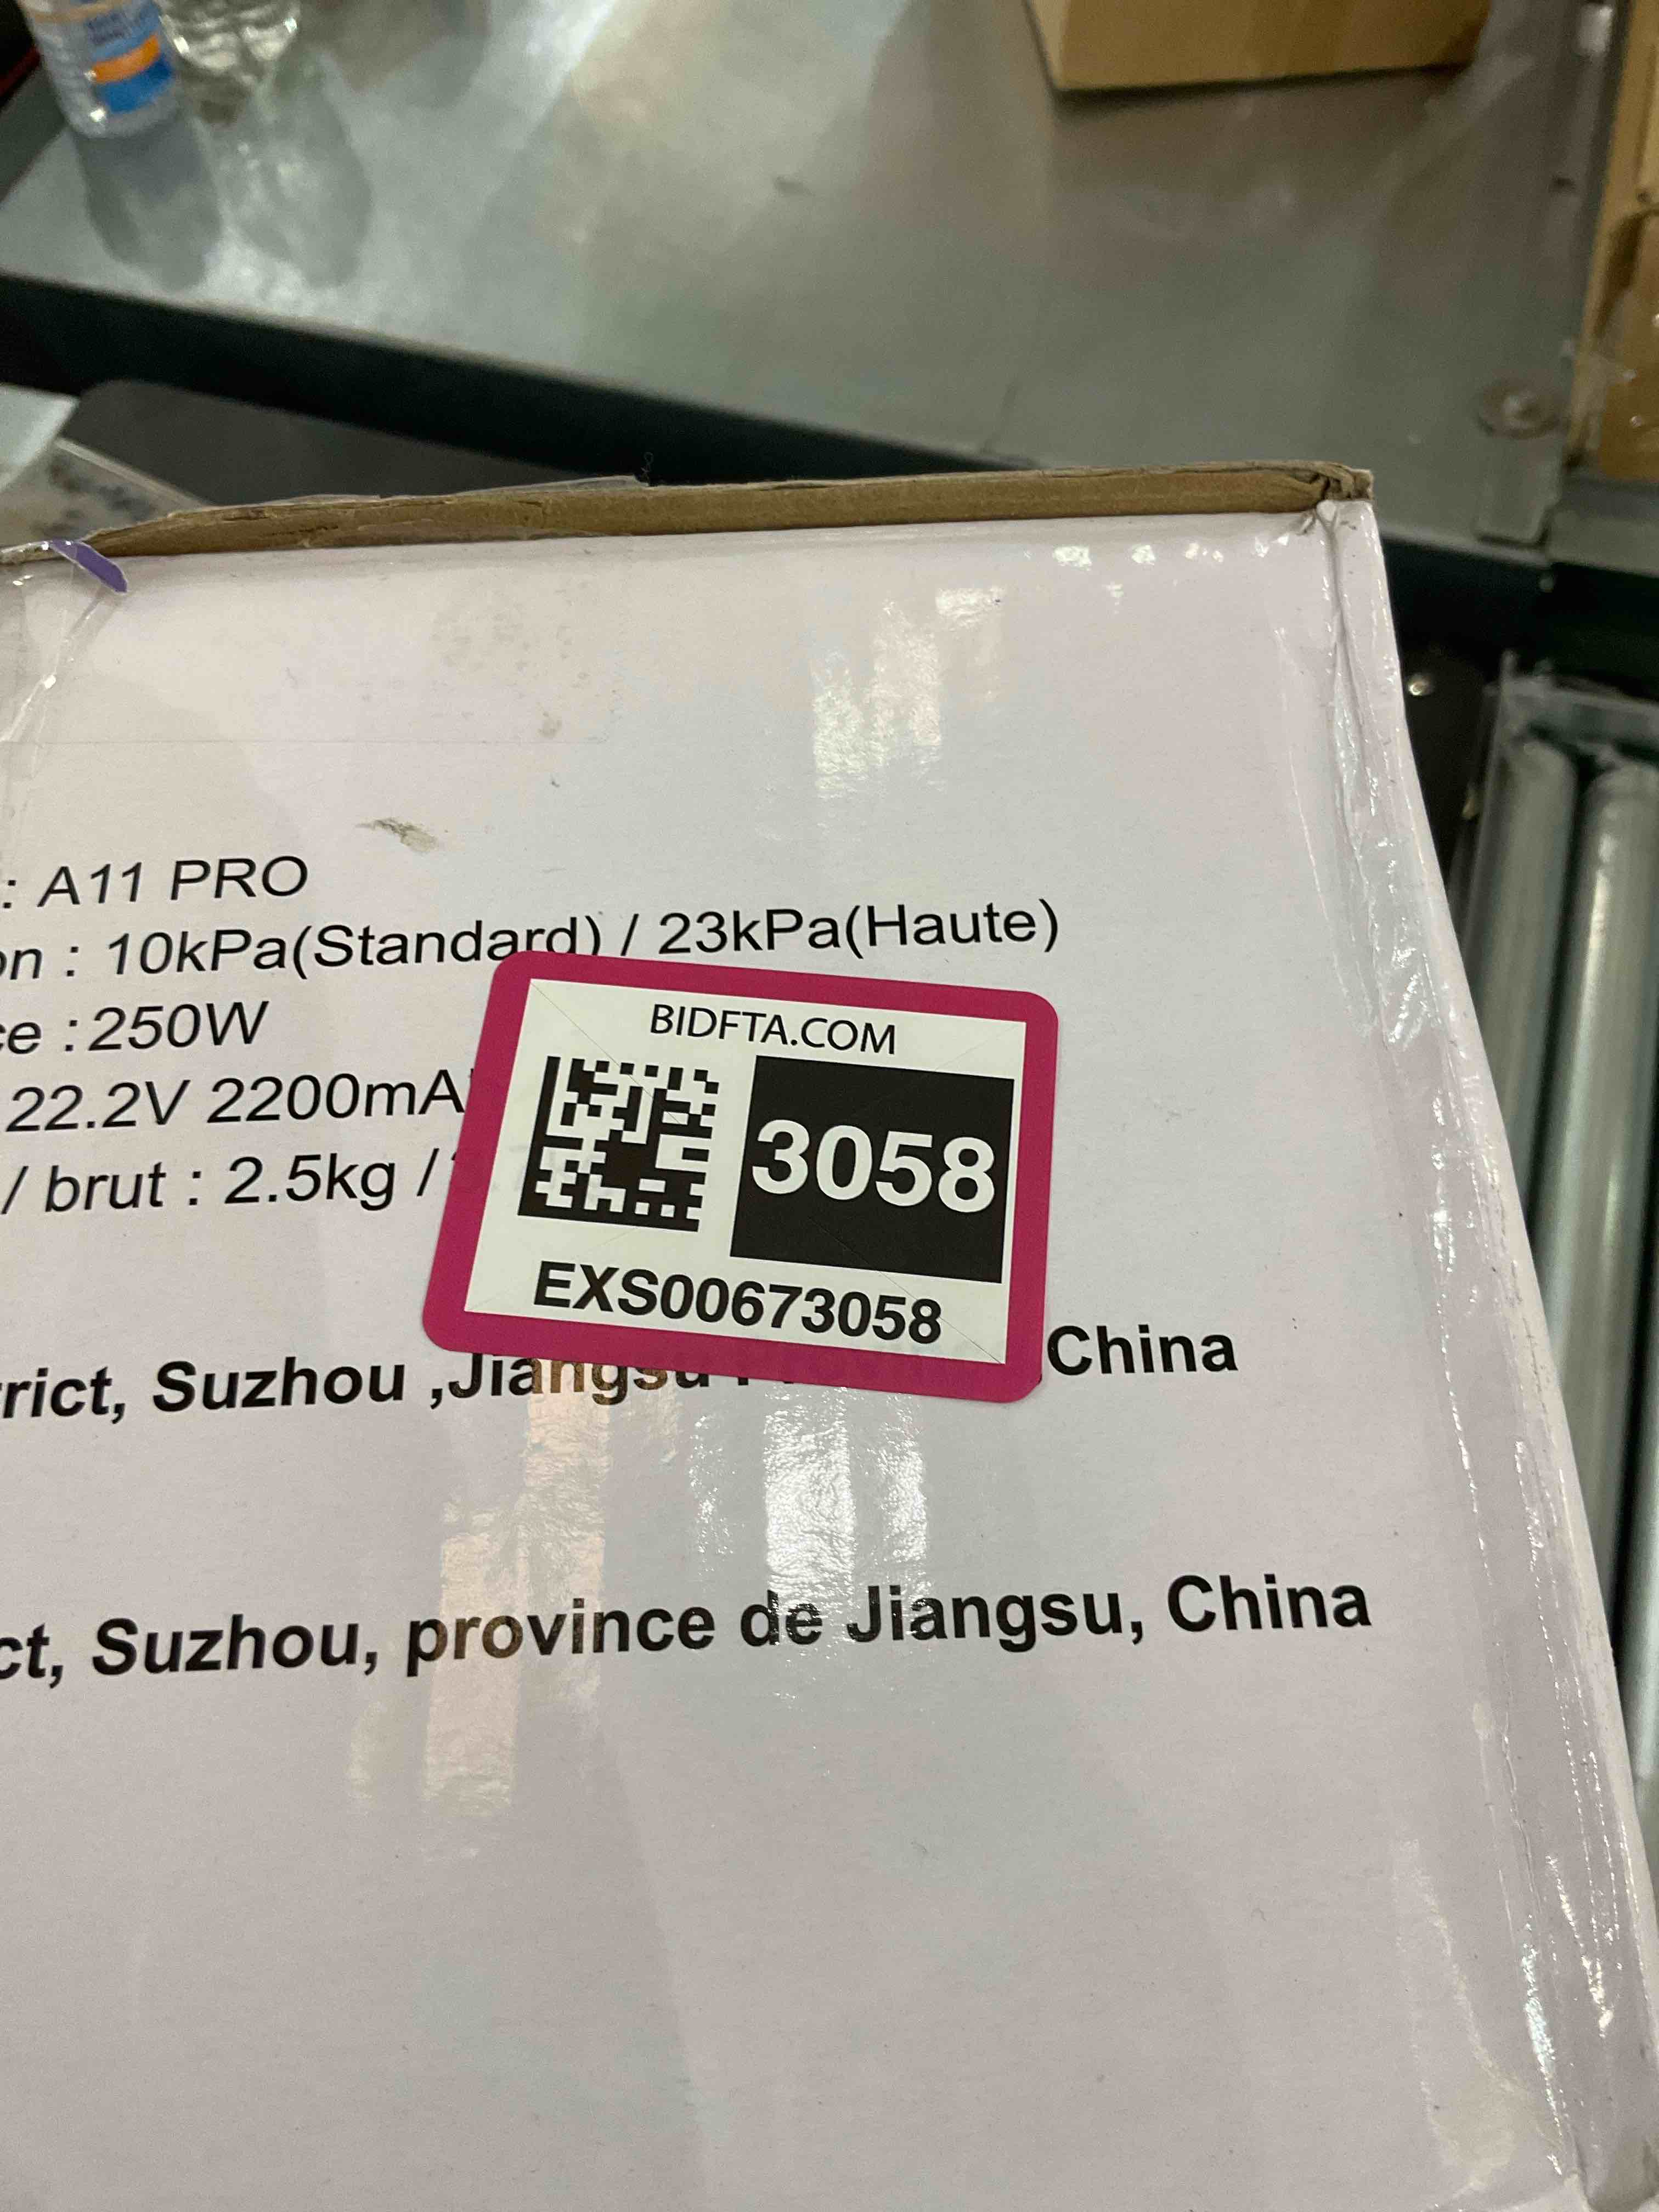 : A11 PRO
on : 10kPa(Standard) / 23kPa(Haute)
ce : 250W
22.2V 2200mA
/ brut : 2.5kg /
BIDFTA.COM
3058
EXS00673058
rict, Suzhou ,Jiangsu China
ct, Suzhou, province de Jiangsu, China